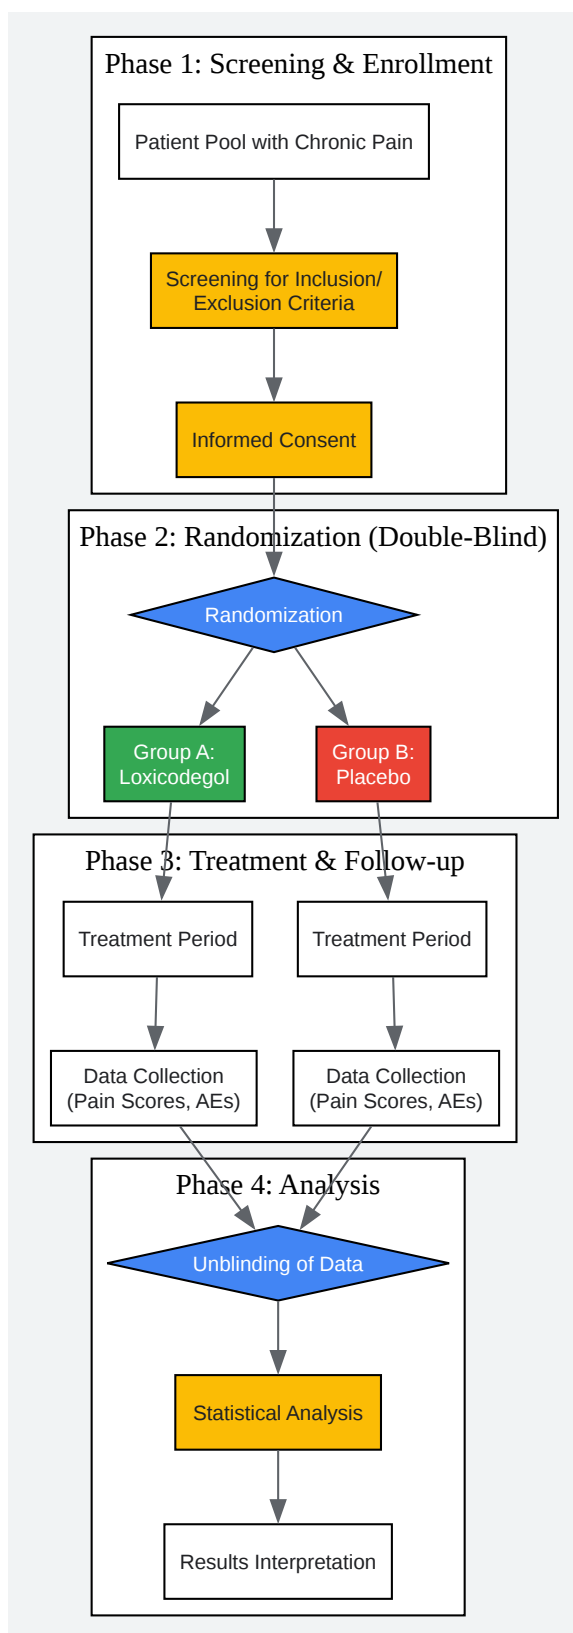 Phase 1: Screening & Enrollment
Patient Pool with Chronic Pain
Screening for Inclusion/
Exclusion Criteria
Informed Consent
Phase 2: Randomization (Double-Blind)
Randomization
Group A:
Loxicodegol
Group B:
Placebo
Phase 3: Treatment & Follow-up
Treatment Period
Treatment Period
Data Collection
(Pain Scores, AEs)
Data Collection
(Pain Scores, AEs)
Phase 4: Analysis
Unblinding of Data
Statistical Analysis
Results Interpretation